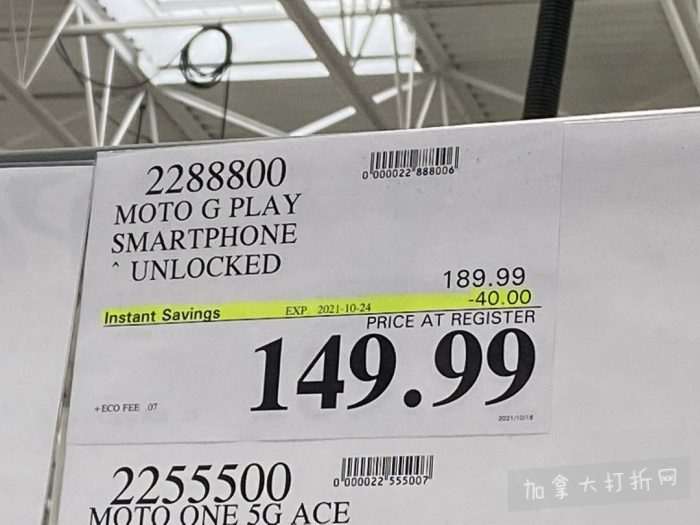 2288800
0 000022 888006
MOTO G PLAY
SMARTPHONE
^ UNLOCKED
189.99
Instant Savings EXP 2021-10-24 -40.00
PRICE AT REGISTER
149.99
+ECO FEE .07
2021/10/18
2255500
0 000022 555007
MOTO ONE 5G ACE
加拿大打折网